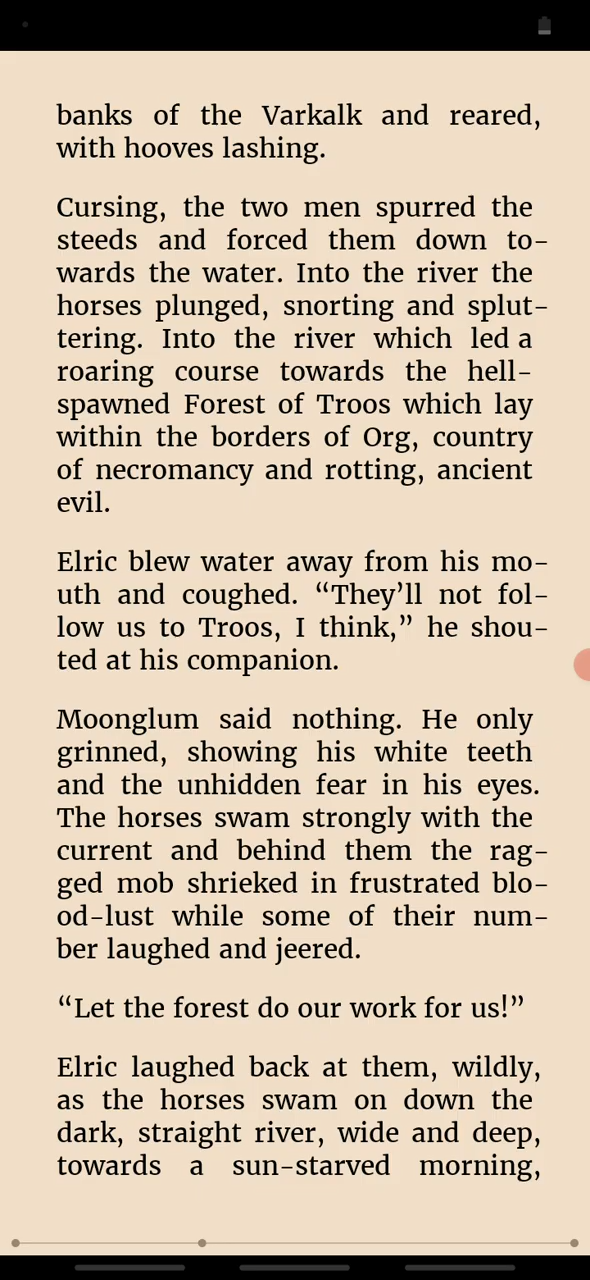 banks of the Varkalk and reared,
with hooves lashing.
Cursing, the two men spurred the
steeds and forced them down to-
wards the water. Into the river the
horses plunged, snorting and splut-
tering. Into the river which led a
roaring course towards the hell-
spawned Forest of Troos which lay
within the borders of Org, country
of necromancy and rotting, ancient
evil.
Elric blew water away from his mo-
uth and coughed. “They’ll not fol-
low us to Troos, I think,” he shou-
ted at his companion.
Moonglum said nothing. He only
grinned, showing his white teeth
and the unhidden fear in his eyes.
The horses swam strongly with the
current and behind them the rag-
ged mob shrieked in frustrated blo-
od-lust while some of their num-
ber laughed and jeered.
“Let the forest do our work for us!”
Elric laughed back at them, wildly,
as the horses swam on down the
dark, straight river, wide and deep,
towards a sun-starved morning,